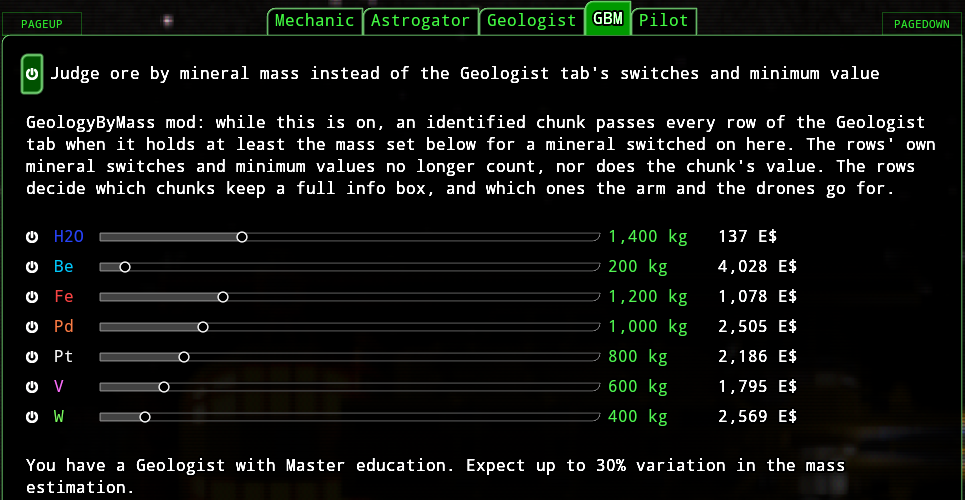 PAGEUP
Mechanic Astrogator Geologist GBM Pilot
PAGEDOWN
Judge ore by mineral mass instead of the Geologist tab's switches and minimum value
GeologyByMass mod: while this is on, an identified chunk passes every row of the Geologist
tab when it holds at least the mass set below for a mineral switched on here. The rows' own
mineral switches and minimum values no longer count, nor does the chunk's value. The rows
decide which chunks keep a full info box, and which ones the arm and the drones go for.
H2O 1,400 kg 137 E$
Be 200 kg 4,028 E$
Fe 1,200 kg 1,078 E$
Pd 1,000 kg 2,505 E$
Pt 800 kg 2,186 E$
V 600 kg 1,795 E$
W 400 kg 2,569 E$
You have a Geologist with Master education. Expect up to 30% variation in the mass
estimation.